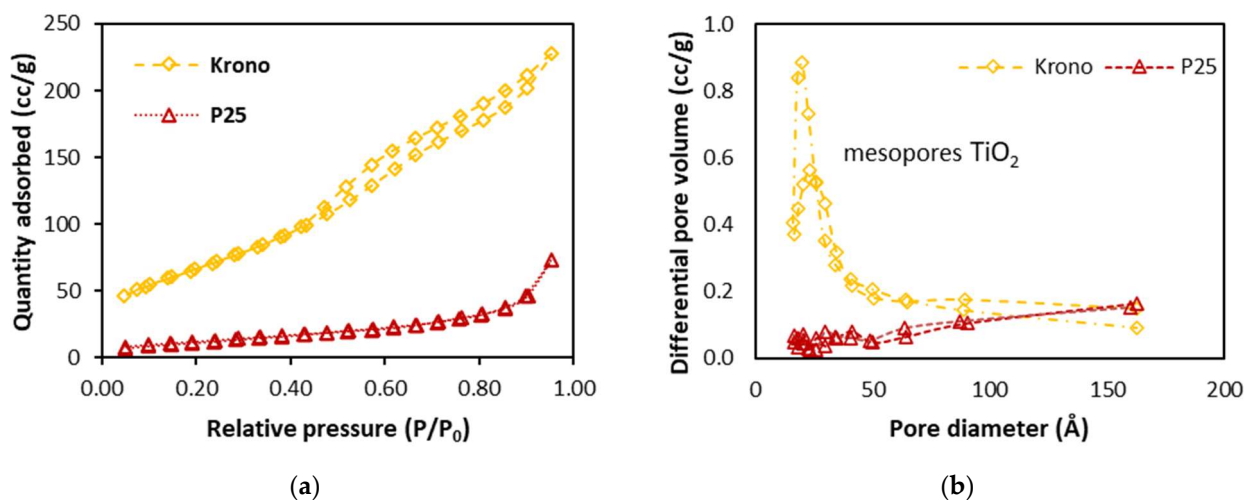 250
200
150
100
50
0
Quantity adsorbed (cc/g)
Krono
P25
0.00 0.20 0.40 0.60 0.80 1.00
Relative pressure (P/P₀)
(a)
1.0
0.8
0.6
0.4
0.2
0.0
Differential pore volume (cc/g)
Krono P25
mesopores TiO₂
0 50 100 150 200
Pore diameter (Å)
(b)